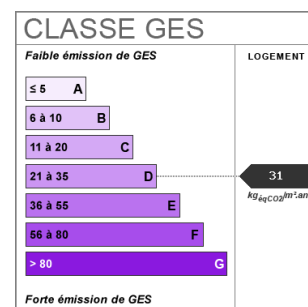 CLASSE GES
Faible émission de GES
LOGEMENT
≤ 5 A
6 à 10 B
11 à 20 C
21 à 35 D
31
kgéqCO2/m².an
36 à 55 E
56 à 80 F
> 80 G
Forte émission de GES